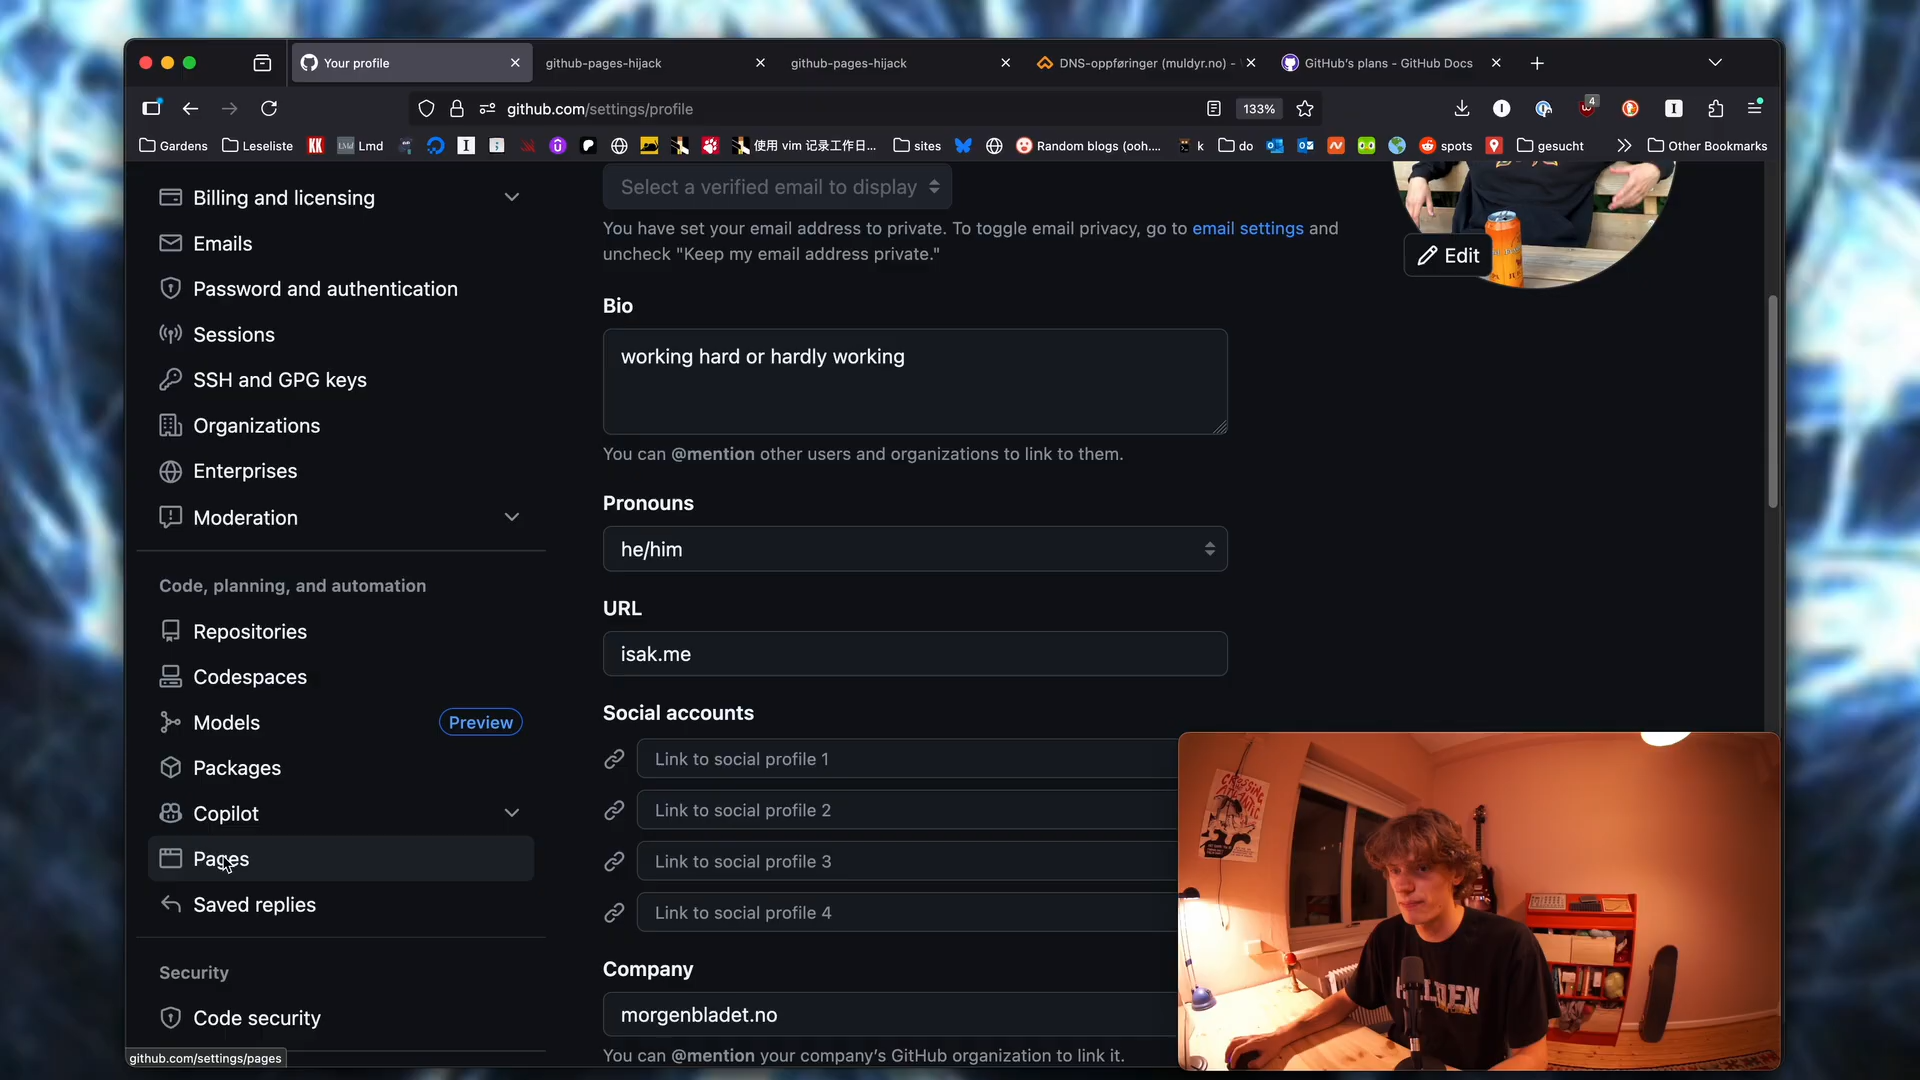 Your profile
github-pages-hijack
github-pages-hijack
DNS-oppføringer (muldyr.no) -
GitHub's plans - GitHub Docs
github.com/settings/profile
133%
4
Gardens
Leseliste
KK
LMD Lmd
使用 vim 记录工作日...
sites
Random blogs (ooh....
k
do
spots
gesucht
Other Bookmarks
Billing and licensing
Emails
Password and authentication
Sessions
SSH and GPG keys
Organizations
Enterprises
Moderation
Code, planning, and automation
Repositories
Codespaces
Models
Preview
Packages
Copilot
Pages
Saved replies
Security
Code security
github.com/settings/pages
Select a verified email to display
You have set your email address to private. To toggle email privacy, go to email settings and
uncheck "Keep my email address private."
Edit
Bio
working hard or hardly working
You can @mention other users and organizations to link to them.
Pronouns
he/him
URL
isak.me
Social accounts
Link to social profile 1
Link to social profile 2
Link to social profile 3
Link to social profile 4
Company
morgenbladet.no
You can @mention your company's GitHub organization to link it.